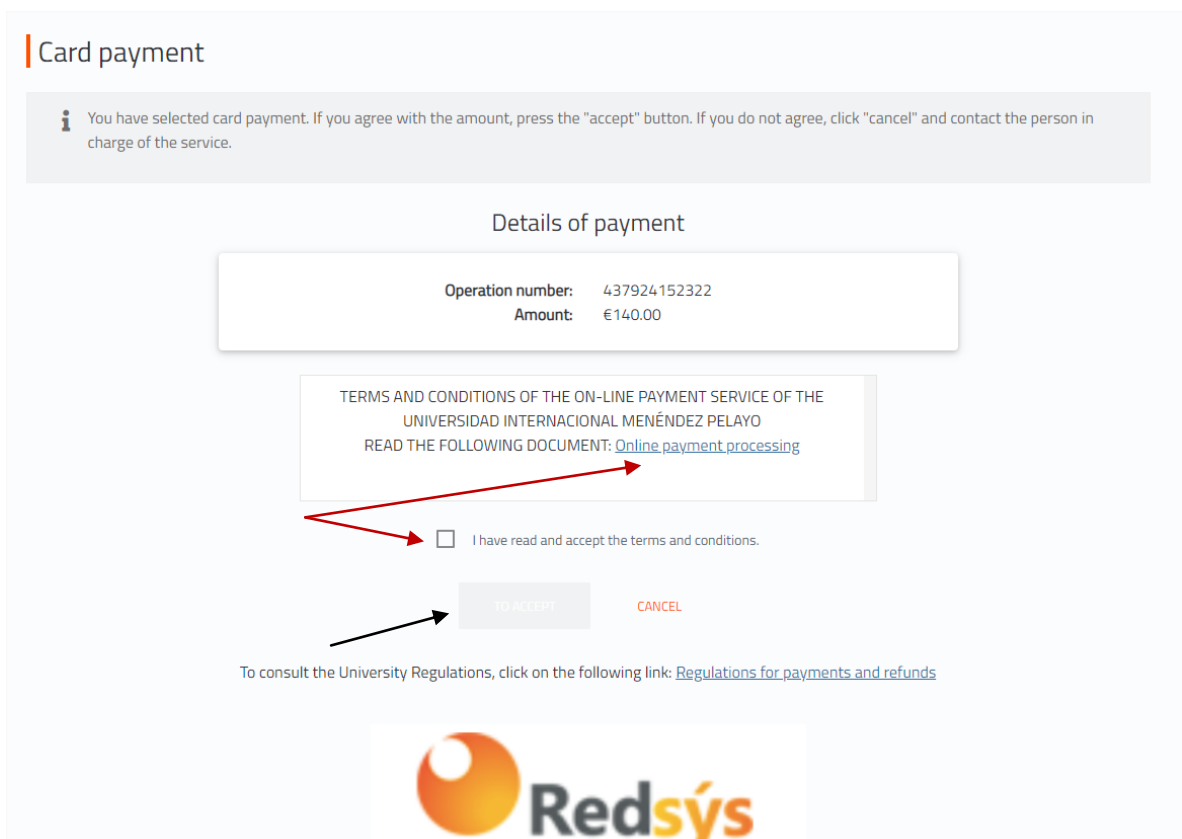 Card payment
You have selected card payment. If you agree with the amount, press the "accept" button. If you do not agree, click "cancel" and contact the person in
charge of the service.
Details of payment
Operation number: 437924152322
Amount: €140.00
TERMS AND CONDITIONS OF THE ON-LINE PAYMENT SERVICE OF THE
UNIVERSIDAD INTERNACIONAL MENÉNDEZ PELAYO
READ THE FOLLOWING DOCUMENT: Online payment processing
I have read and accept the terms and conditions.
TO ACCEPT CANCEL
To consult the University Regulations, click on the following link: Regulations for payments and refunds
Redsýs